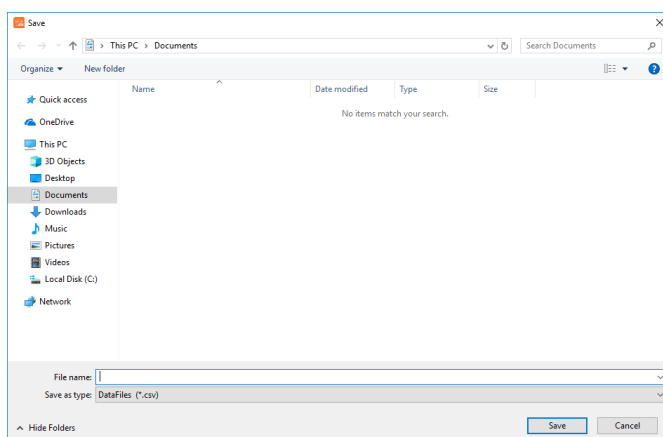 Save
This PC > Documents
Search Documents
Organize
New folder
Name
Date modified
Type
Size
No items match your search.
Quick access
OneDrive
This PC
3D Objects
Desktop
Documents
Downloads
Music
Pictures
Videos
Local Disk (C:)
Network
File name:
Save as type: DataFiles (*.csv)
Hide Folders
Save
Cancel